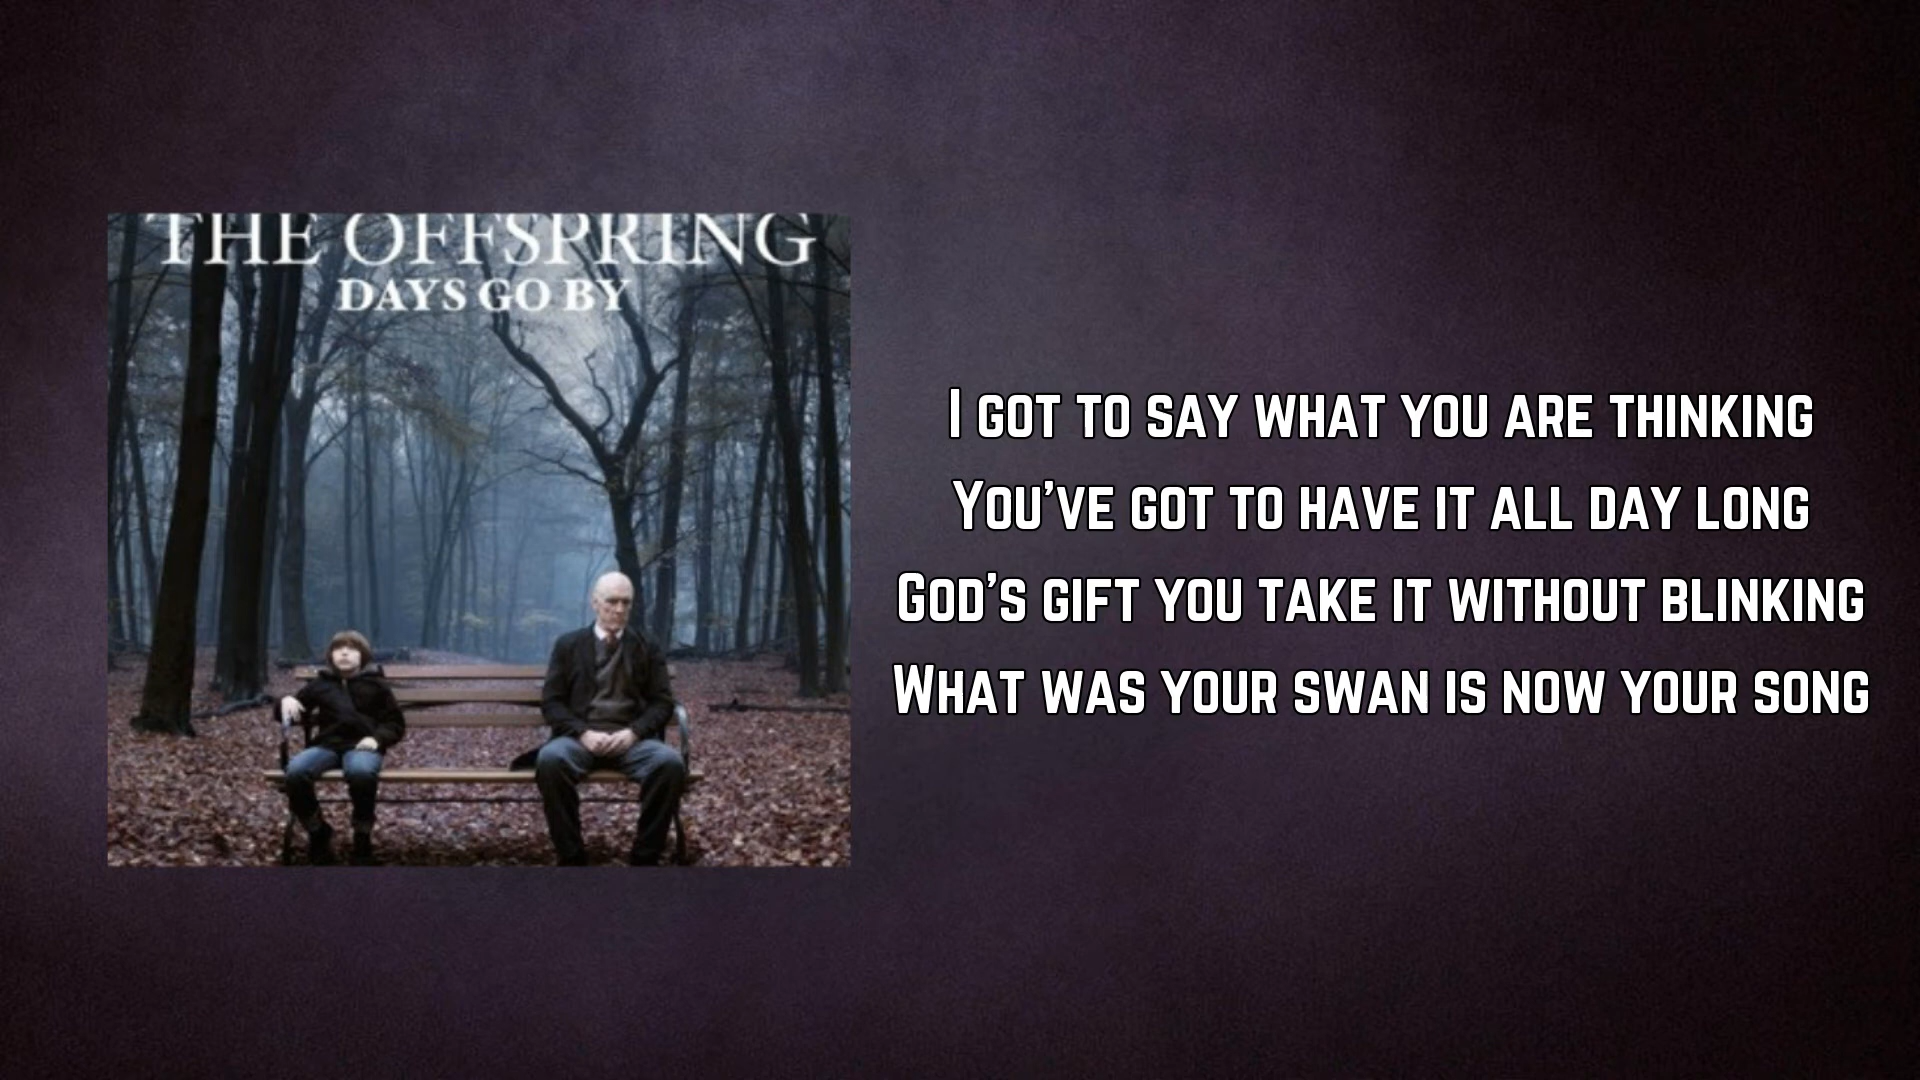 THE OFFSPRING
DAYS GO BY
I GOT TO SAY WHAT YOU ARE THINKING
YOU'VE GOT TO HAVE IT ALL DAY LONG
GOD'S GIFT YOU TAKE IT WITHOUT BLINKING
WHAT WAS YOUR SWAN IS NOW YOUR SONG